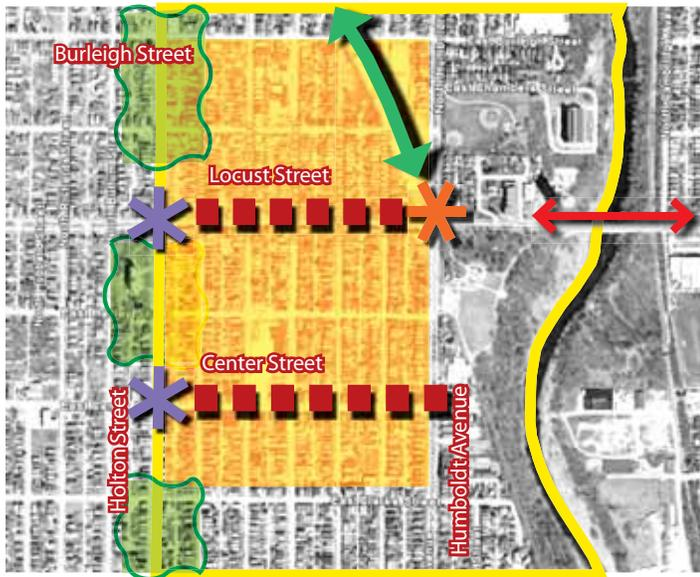 Burleigh Street
Locust Street
Center Street
Holton Street
Humboldt Avenue